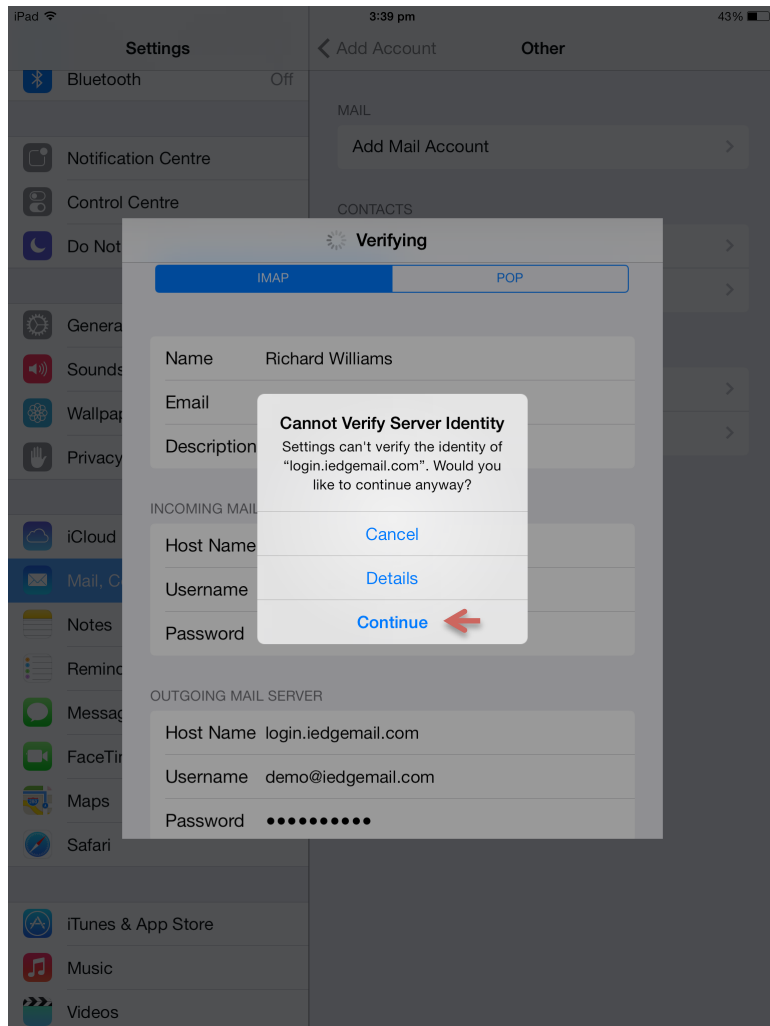 iPad 3:39 pm 43%
Settings
Add Account Other
Bluetooth Off
Notification Centre
Control Centre
Do Not
Genera
Sounds
Wallpap
Privacy
iCloud
Mail, C
Notes
Remind
Messag
FaceTi
Maps
Safari
iTunes & App Store
Music
Videos
MAIL
Add Mail Account
CONTACTS
Verifying
IMAP POP
Name Richard Williams
Email
Description
INCOMING MAIL
Host Name
Username
Password
OUTGOING MAIL SERVER
Host Name login.iedgemail.com
Username demo@iedgemail.com
Password ●●●●●●●●●●
Cannot Verify Server Identity
Settings can't verify the identity of
“login.iedgemail.com”. Would you
like to continue anyway?
Cancel
Details
Continue